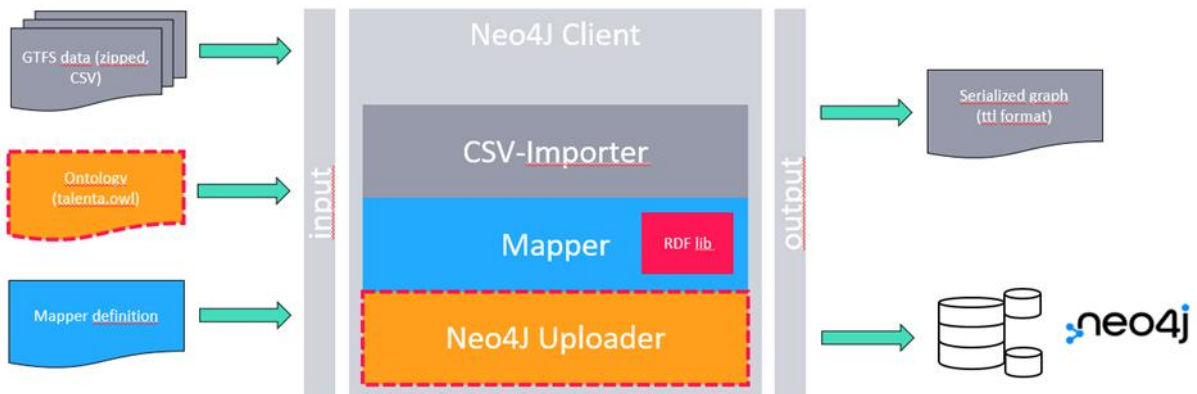 GTFS data (zipped,
CSV)
Ontology
(talenta.owl)
Mapper definition
input
Neo4J Client
CSV-Importer
Mapper
RDF lib
Neo4J Uploader
output
Serialized graph
(ttl format)
neo4j